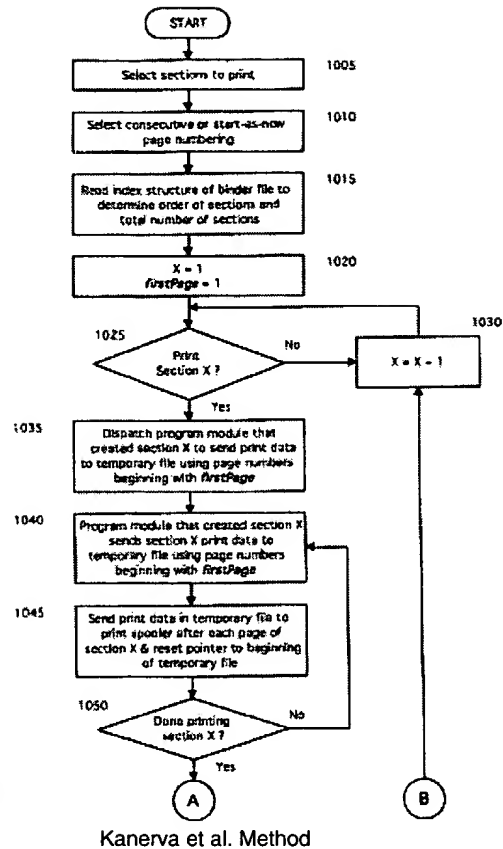 START
Select sections to print
1005
Select consecutive or start-as-now
page numbering
1010
Read index structure of binder file to
determine order of sections and
total number of sections
1015
X = 1
firstPage = 1
1020
1025
Print
Section X ?
No
Yes
1030
X = X - 1
1035
Dispatch program module that
created section X to send print data
to temporary file using page numbers
beginning with firstPage
1040
Program module that created section X
sends section X print data to
temporary file using page numbers
beginning with firstPage
1045
Send print data in temporary file to
print spooler after each page of
section X & reset pointer to beginning
of temporary file
1050
Done printing
section X ?
No
Yes
A
B
Kanerva et al. Method